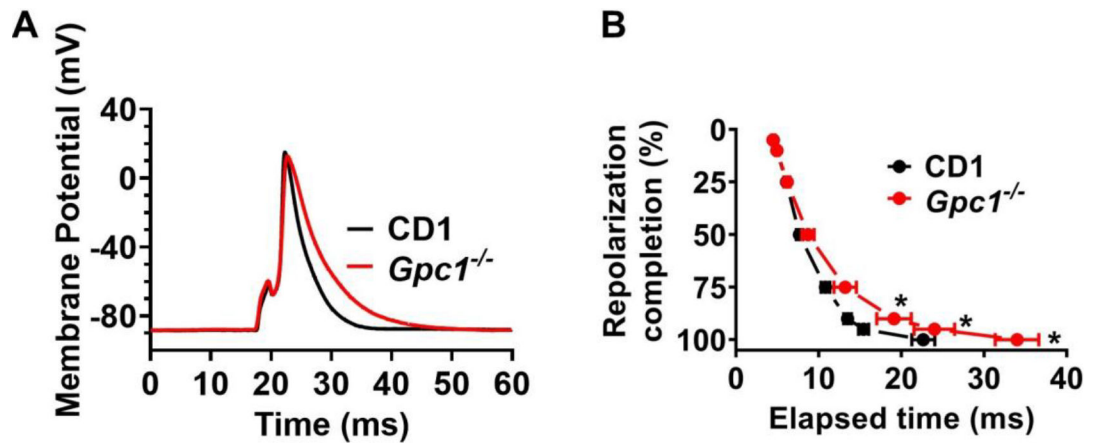 A
Membrane Potential (mV)
40
0
-40
-80
0 10 20 30 40 50 60
Time (ms)
CD1
Gpc1-/-
B
Repolarization
completion (%)
0
25
50
75
100
0 10 20 30 40
Elapsed time (ms)
CD1
Gpc1-/-
*
*
*